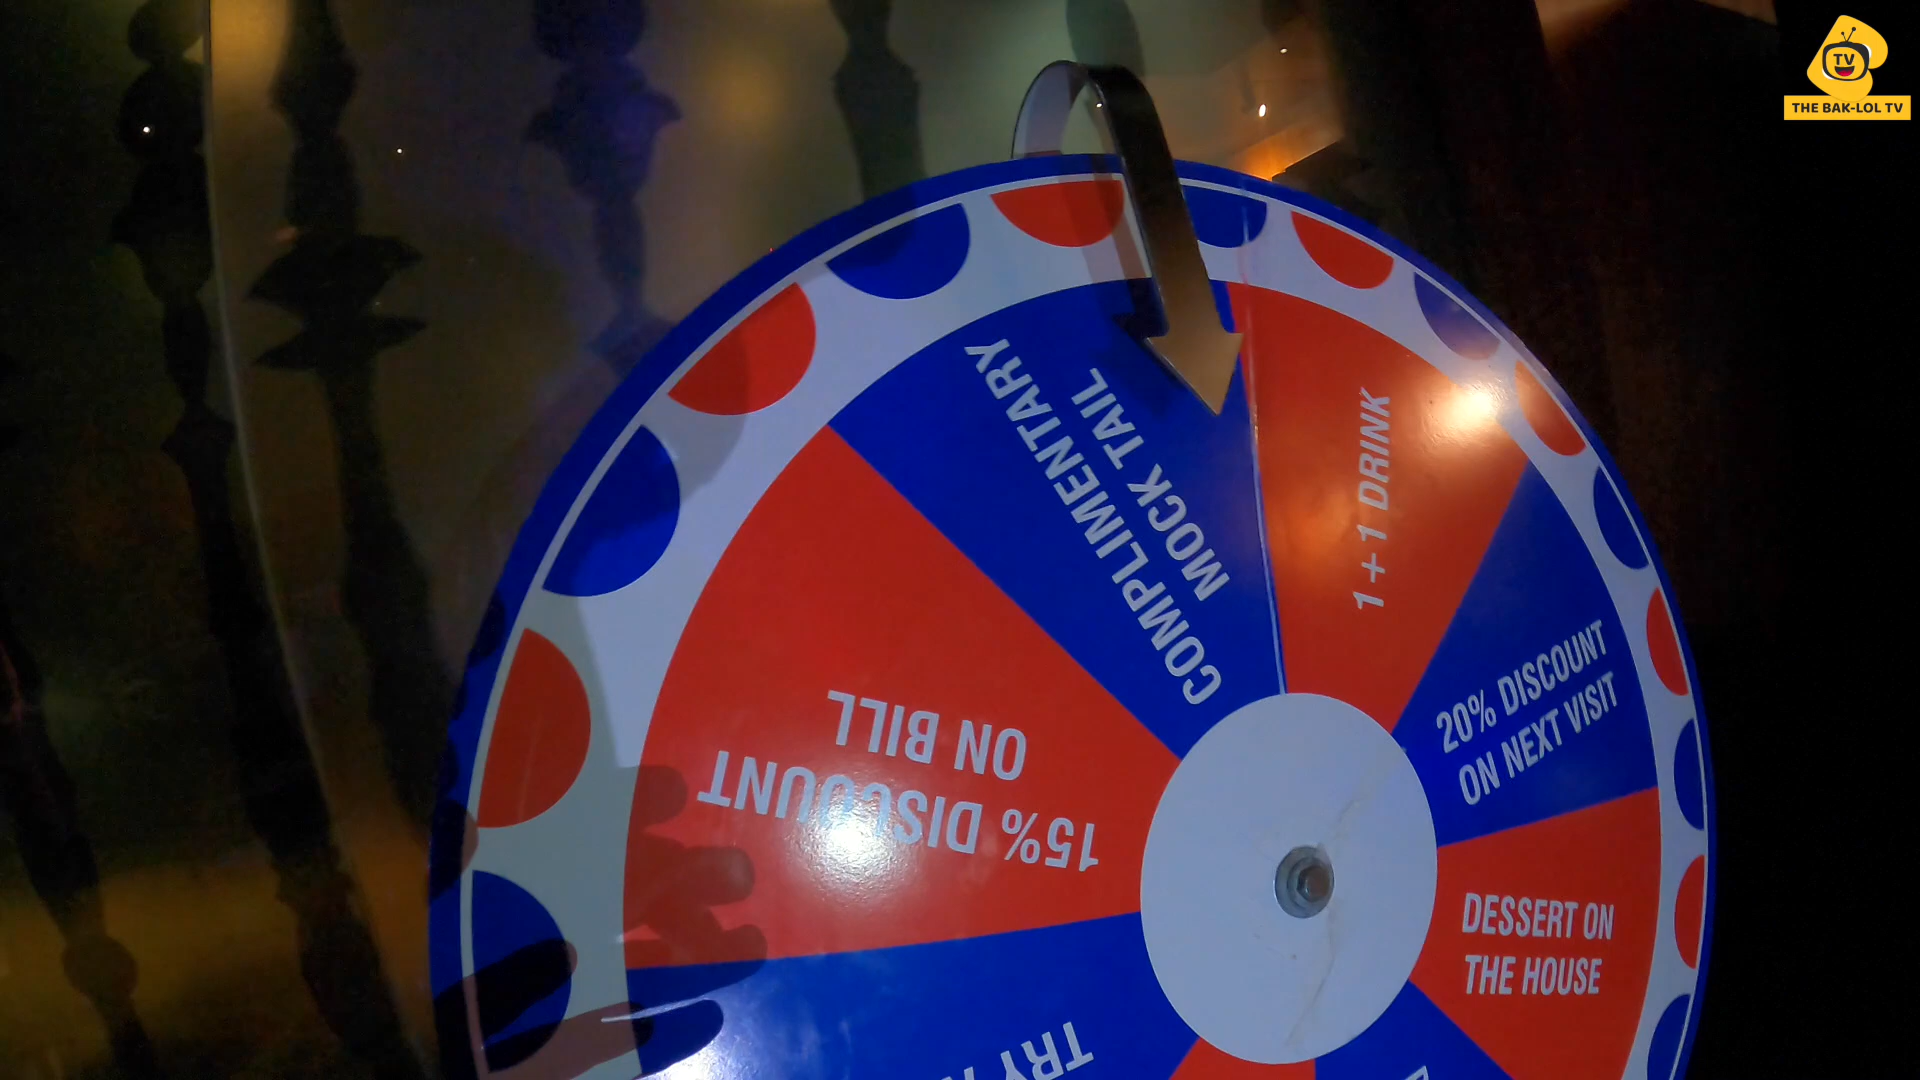 TV
THE BAK-LOL TV
COMPLIMENTARY
MOCK TAIL
1 + 1 DRINK
20% DISCOUNT
ON NEXT VISIT
DESSERT ON
THE HOUSE
15% DISCOUNT
ON BILL
TRY